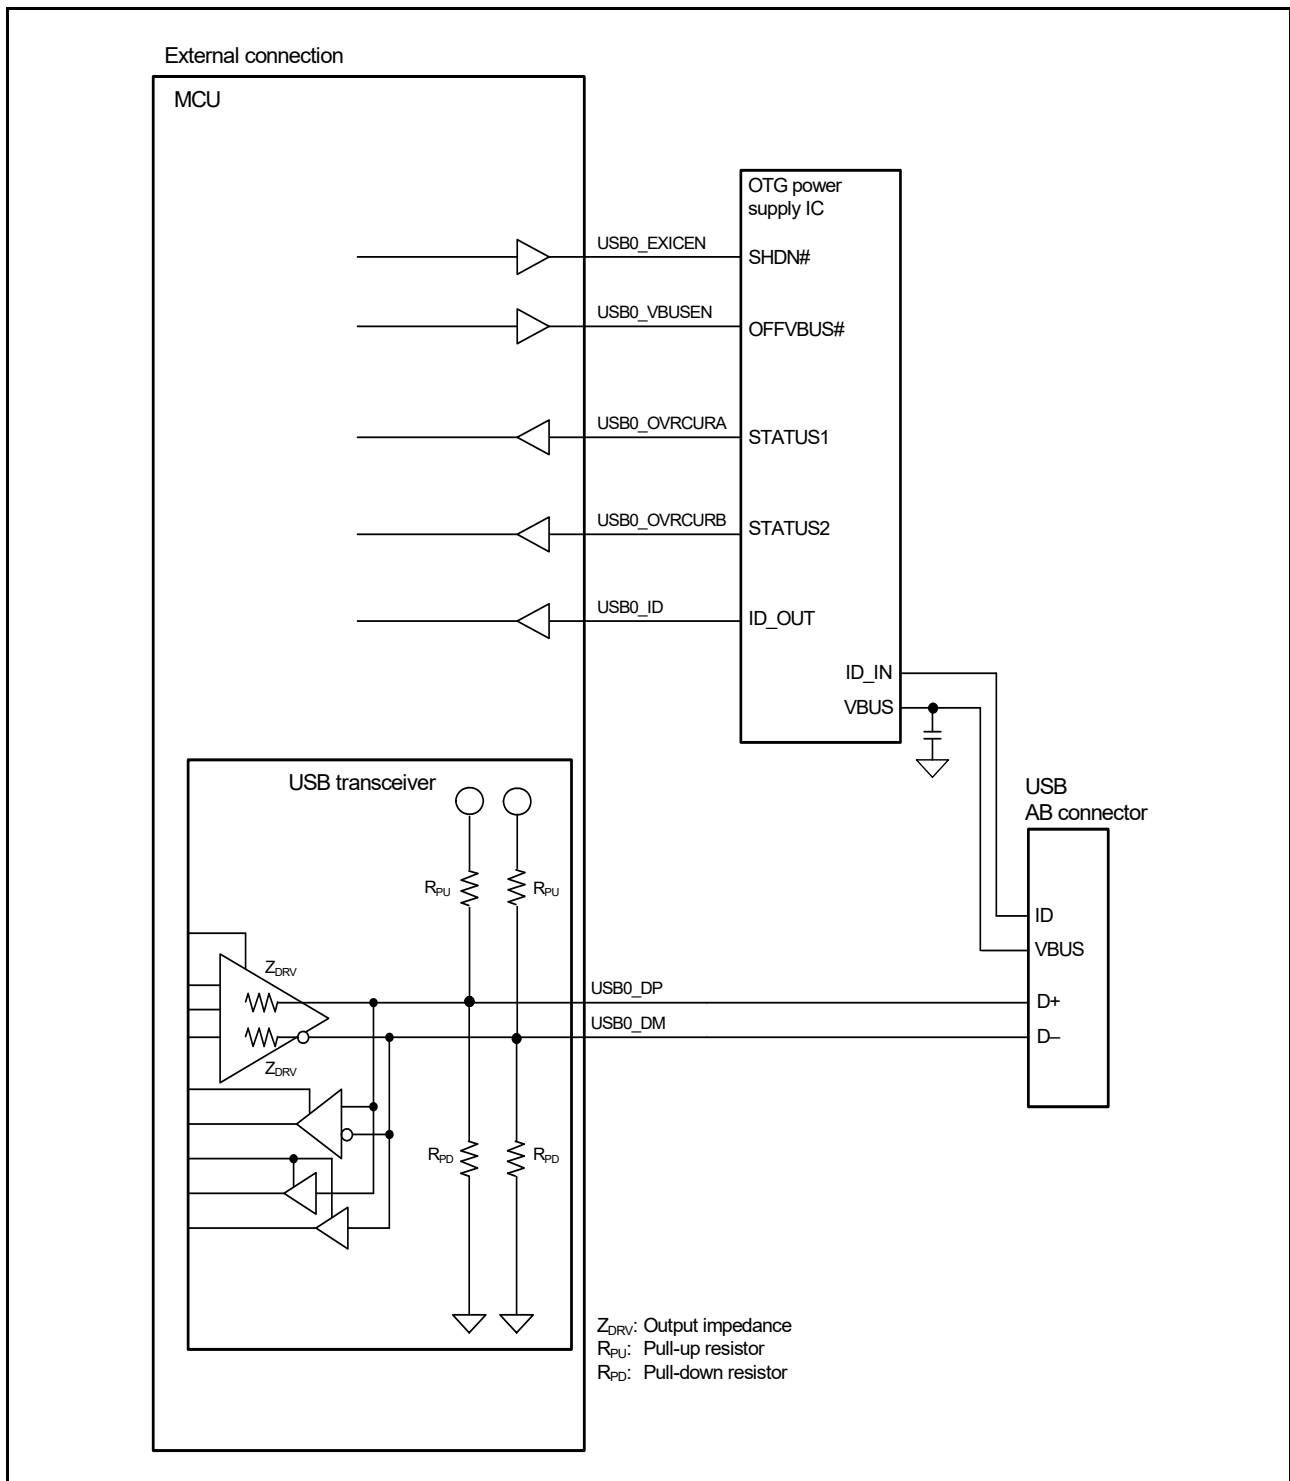 External connection
MCU
OTG power
supply IC
USB0_EXICEN
SHDN#
USB0_VBUSEN
OFFVBUS#
USB0_OVRCURA
STATUS1
USB0_OVRCURB
STATUS2
USB0_ID
ID_OUT
ID_IN
VBUS
USB transceiver
USB
AB connector
RPU
RPU
ID
VBUS
ZDRV
USB0_DP
D+
USB0_DM
D–
ZDRV
RPD
RPD
ZDRV: Output impedance
RPU: Pull-up resistor
RPD: Pull-down resistor